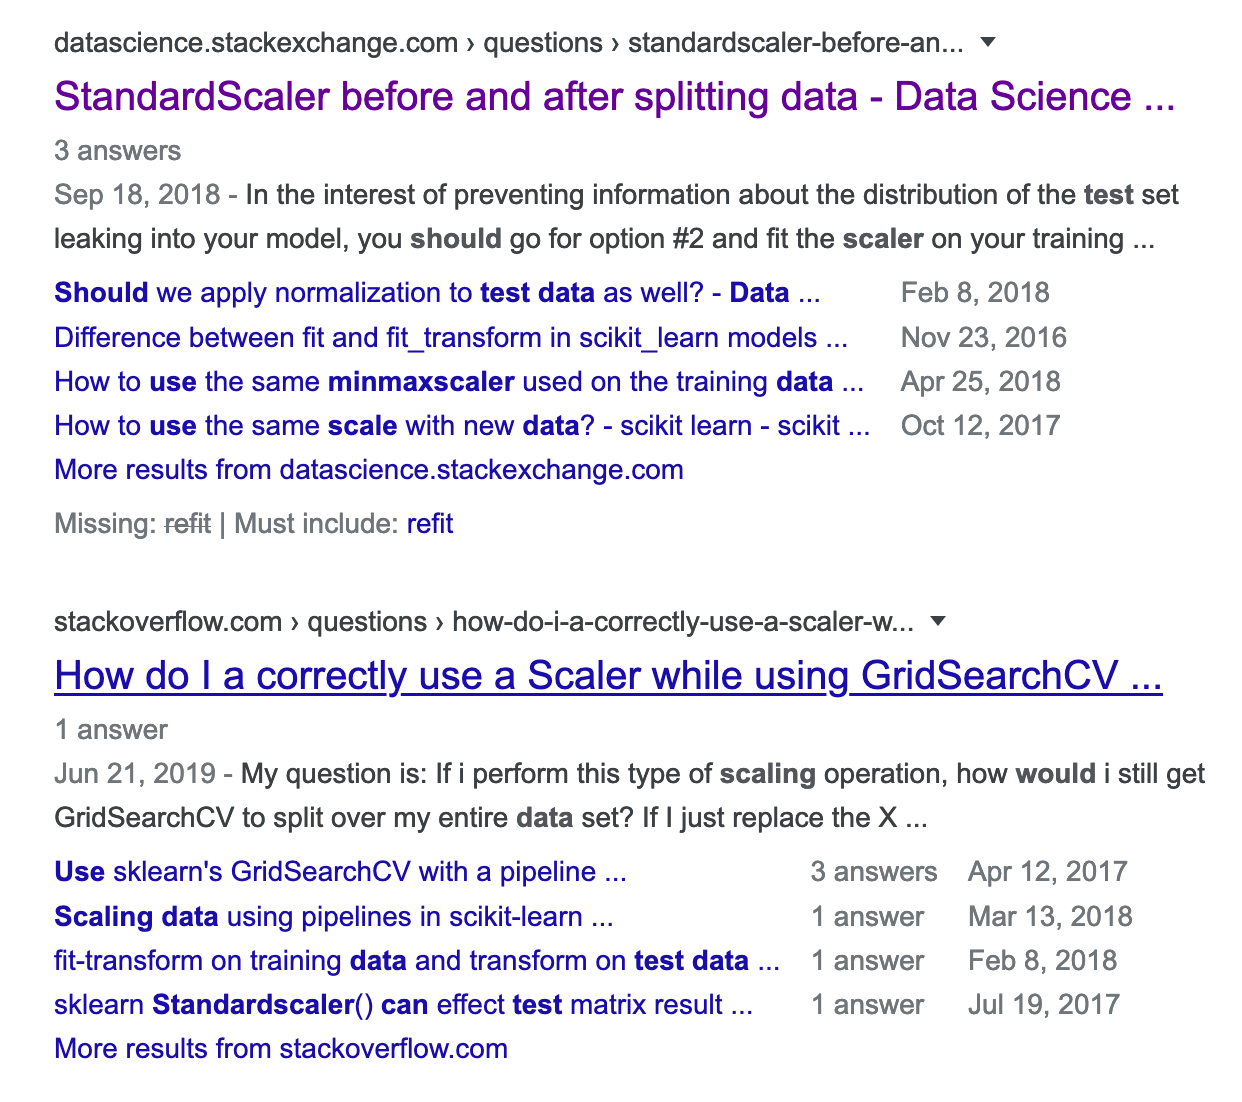 datascience.stackexchange.com › questions › standardscaler-before-an...
StandardScaler before and after splitting data - Data Science ...
3 answers
Sep 18, 2018 - In the interest of preventing information about the distribution of the test set
leaking into your model, you should go for option #2 and fit the scaler on your training ...
Should we apply normalization to test data as well? - Data ... Feb 8, 2018
Difference between fit and fit_transform in scikit_learn models ... Nov 23, 2016
How to use the same minmaxscaler used on the training data ... Apr 25, 2018
How to use the same scale with new data? - scikit learn - scikit ... Oct 12, 2017
More results from datascience.stackexchange.com
Missing: refit | Must include: refit
stackoverflow.com › questions › how-do-i-a-correctly-use-a-scaler-w...
How do I a correctly use a Scaler while using GridSearchCV ...
1 answer
Jun 21, 2019 - My question is: If i perform this type of scaling operation, how would i still get
GridSearchCV to split over my entire data set? If I just replace the X ...
Use sklearn's GridSearchCV with a pipeline ... 3 answers Apr 12, 2017
Scaling data using pipelines in scikit-learn ... 1 answer Mar 13, 2018
fit-transform on training data and transform on test data ... 1 answer Feb 8, 2018
sklearn Standardscaler() can effect test matrix result ... 1 answer Jul 19, 2017
More results from stackoverflow.com